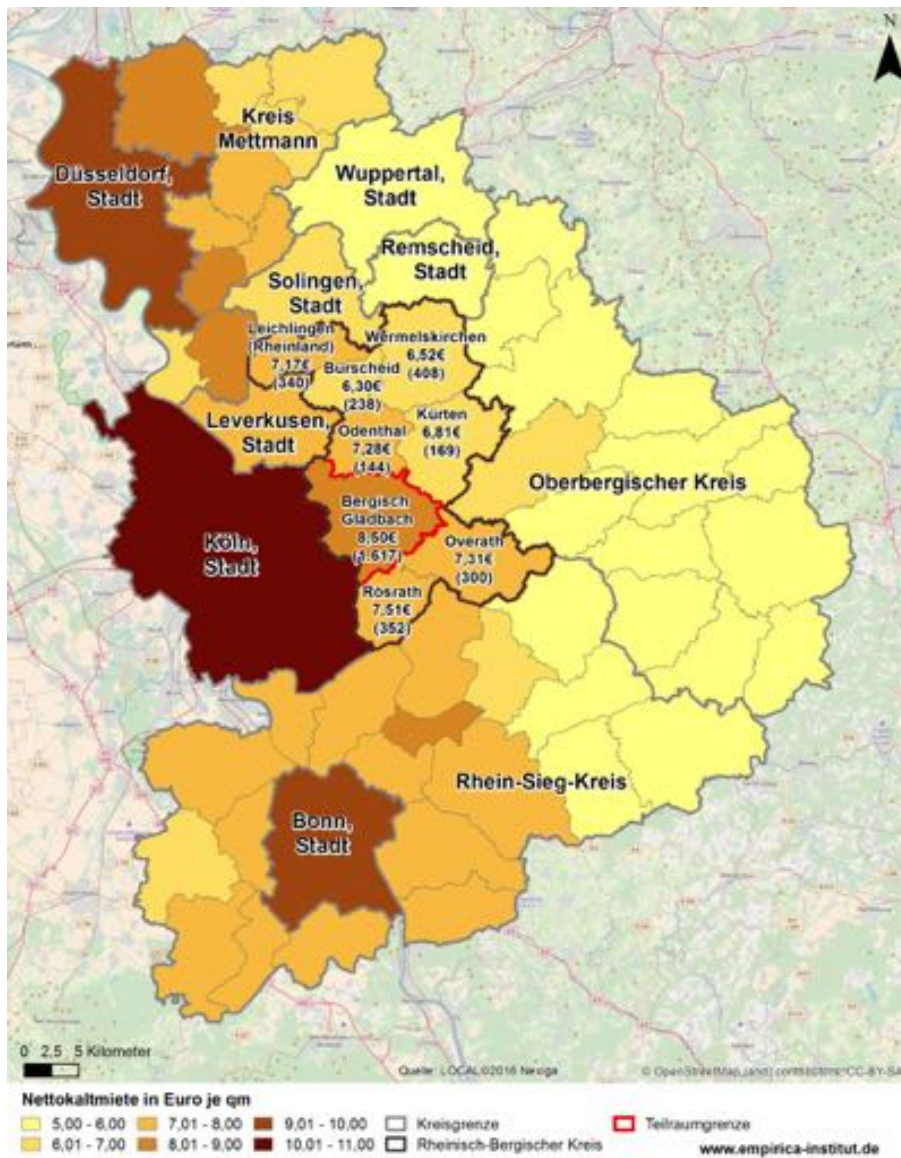 N
Kreis
Mettmann
Düsseldorf,
Stadt
Wuppertal,
Stadt
Remscheid,
Stadt
Solingen,
Stadt
Leichlingen
(Rheinland)
7,17€
(340)
Wermelskirchen
6,52€
(408)
Burscheid
6,30€
(238)
Leverkusen,
Stadt
Odenthal
7,28€
(144)
Kürten
6,81€
(169)
Oberbergischer Kreis
Bergisch
Gladbach
8,50€
(1.617)
Köln,
Stadt
Overath
7,31€
(300)
Rösrath
7,51€
(352)
Rhein-Sieg-Kreis
Bonn,
Stadt
0 2,5 5 Kilometer
Quelle: LOCAL©2016 Nexiga
© OpenStreetMap (and) contributors, CC-BY-SA
Nettokaltmiete in Euro je qm
5,00 - 6,00 7,01 - 8,00 9,01 - 10,00 Kreisgrenze Teilraumgrenze
6,01 - 7,00 8,01 - 9,00 10,01 - 11,00 Rheinisch-Bergischer Kreis www.empirica-institut.de